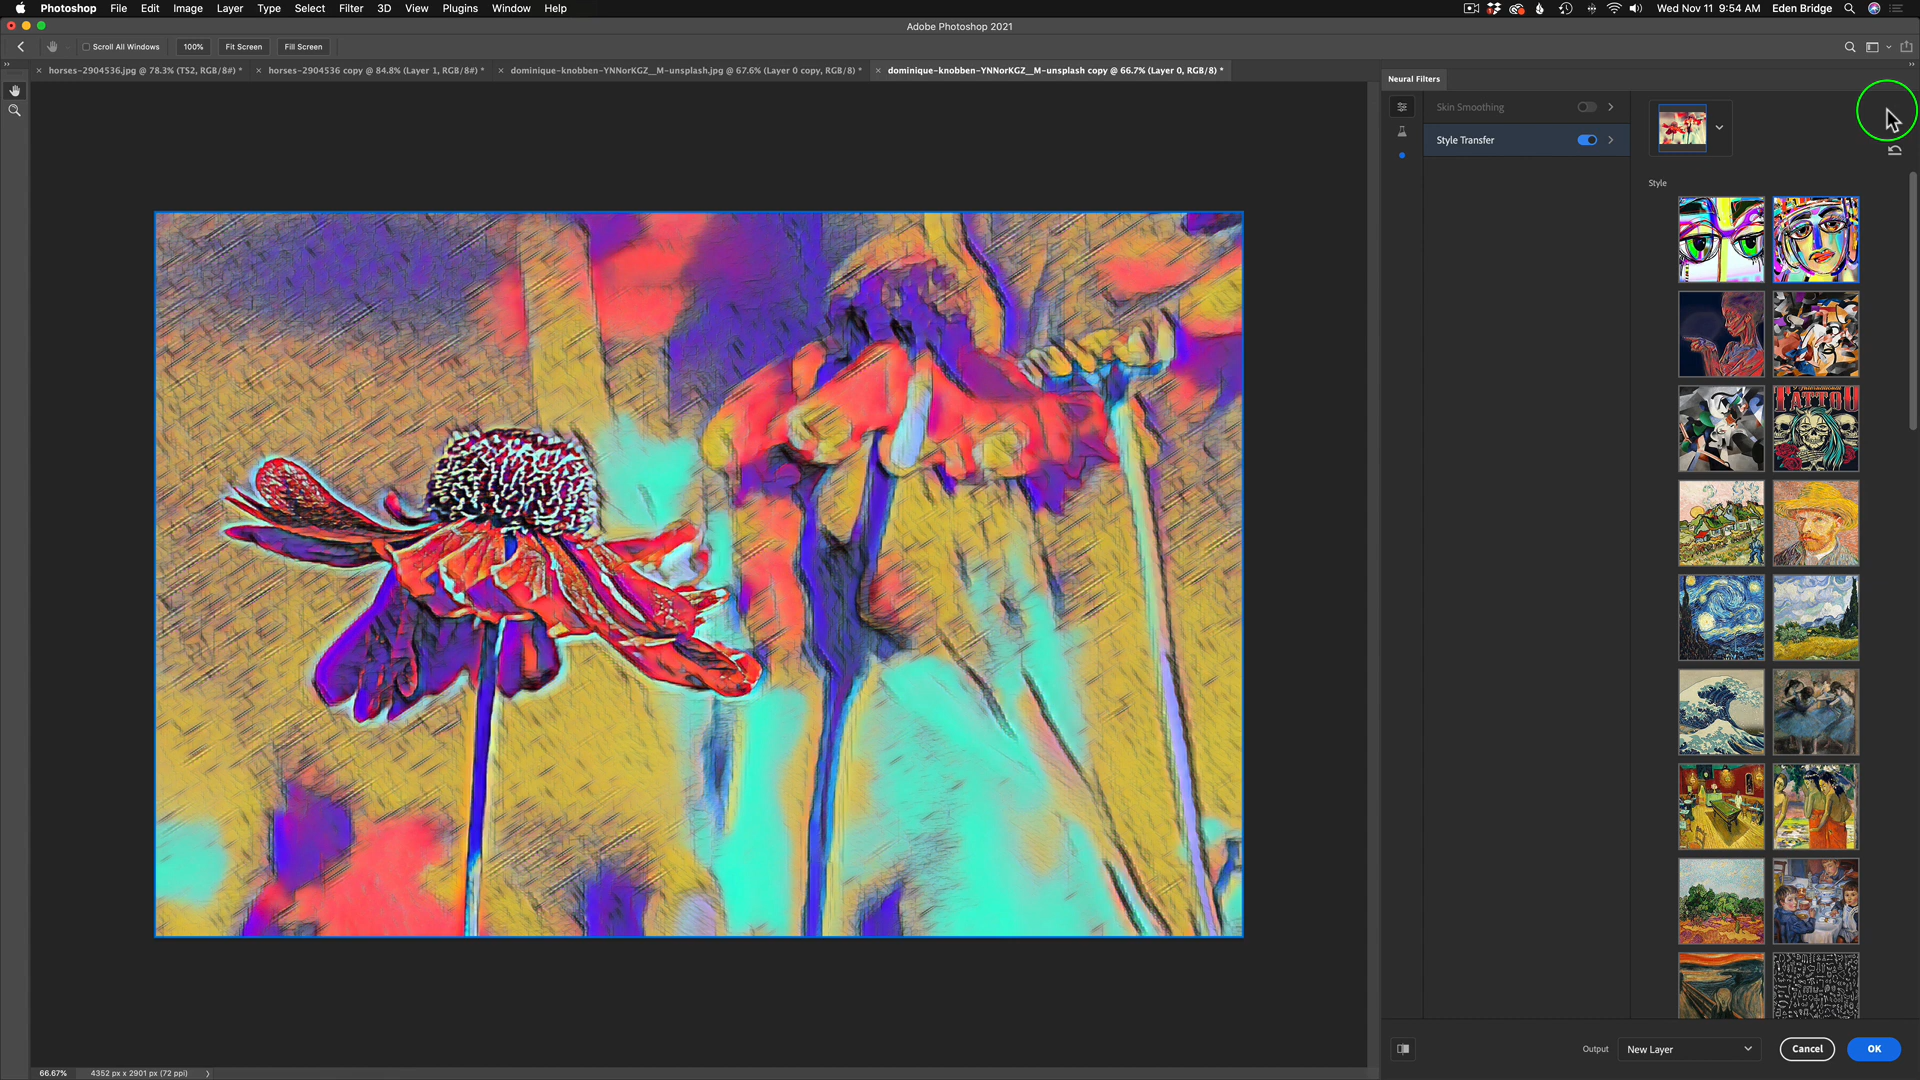 Photoshop File Edit Image Layer Type Select Filter 3D View Plugins Window Help Wed Nov 11 9:54 AM Eden Bridge
Adobe Photoshop 2021
Scroll All Windows 100% Fit Screen Fill Screen
horses-2904536.jpg @ 78.3% (TS2, RGB/8#) * horses-2904536 copy @ 84.8% (Layer 1, RGB/8#) * dominique-knobben-YNNorKGZ__M-unsplash.jpg @ 67.6% (Layer 0 copy, RGB/8) * dominique-knobben-YNNorKGZ__M-unsplash copy @ 66.7% (Layer 0, RGB/8) *
Neural Filters
Skin Smoothing
Style Transfer
Style
TATTOO
Output New Layer Cancel OK
66.67% 4352 px x 2901 px (72 ppi)